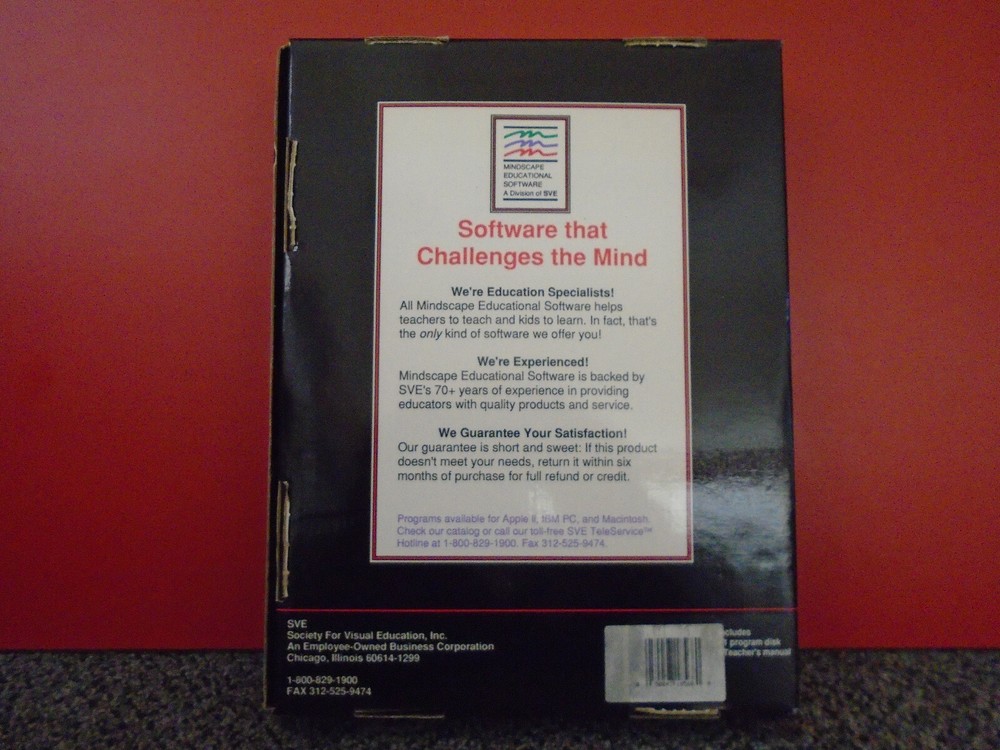 MINDSCAPE
EDUCATIONAL
SOFTWARE
A Division of SVE
Software that
Challenges the Mind
We're Education Specialists!
All Mindscape Educational Software helps
teachers to teach and kids to learn. In fact, that's
the only kind of software we offer you!
We're Experienced!
Mindscape Educational Software is backed by
SVE's 70+ years of experience in providing
educators with quality products and service.
We Guarantee Your Satisfaction!
Our guarantee is short and sweet: If this product
doesn't meet your needs, return it within six
months of purchase for full refund or credit.
Programs available for Apple II, IBM PC, and Macintosh.
Check our catalog or call our toll-free SVE TeleService™
Hotline at 1-800-829-1900. Fax 312-525-9474.
SVE
Society For Visual Education, Inc.
An Employee-Owned Business Corporation
Chicago, Illinois 60614-1299
1-800-829-1900
FAX 312-525-9474
program disk
Teacher's manual